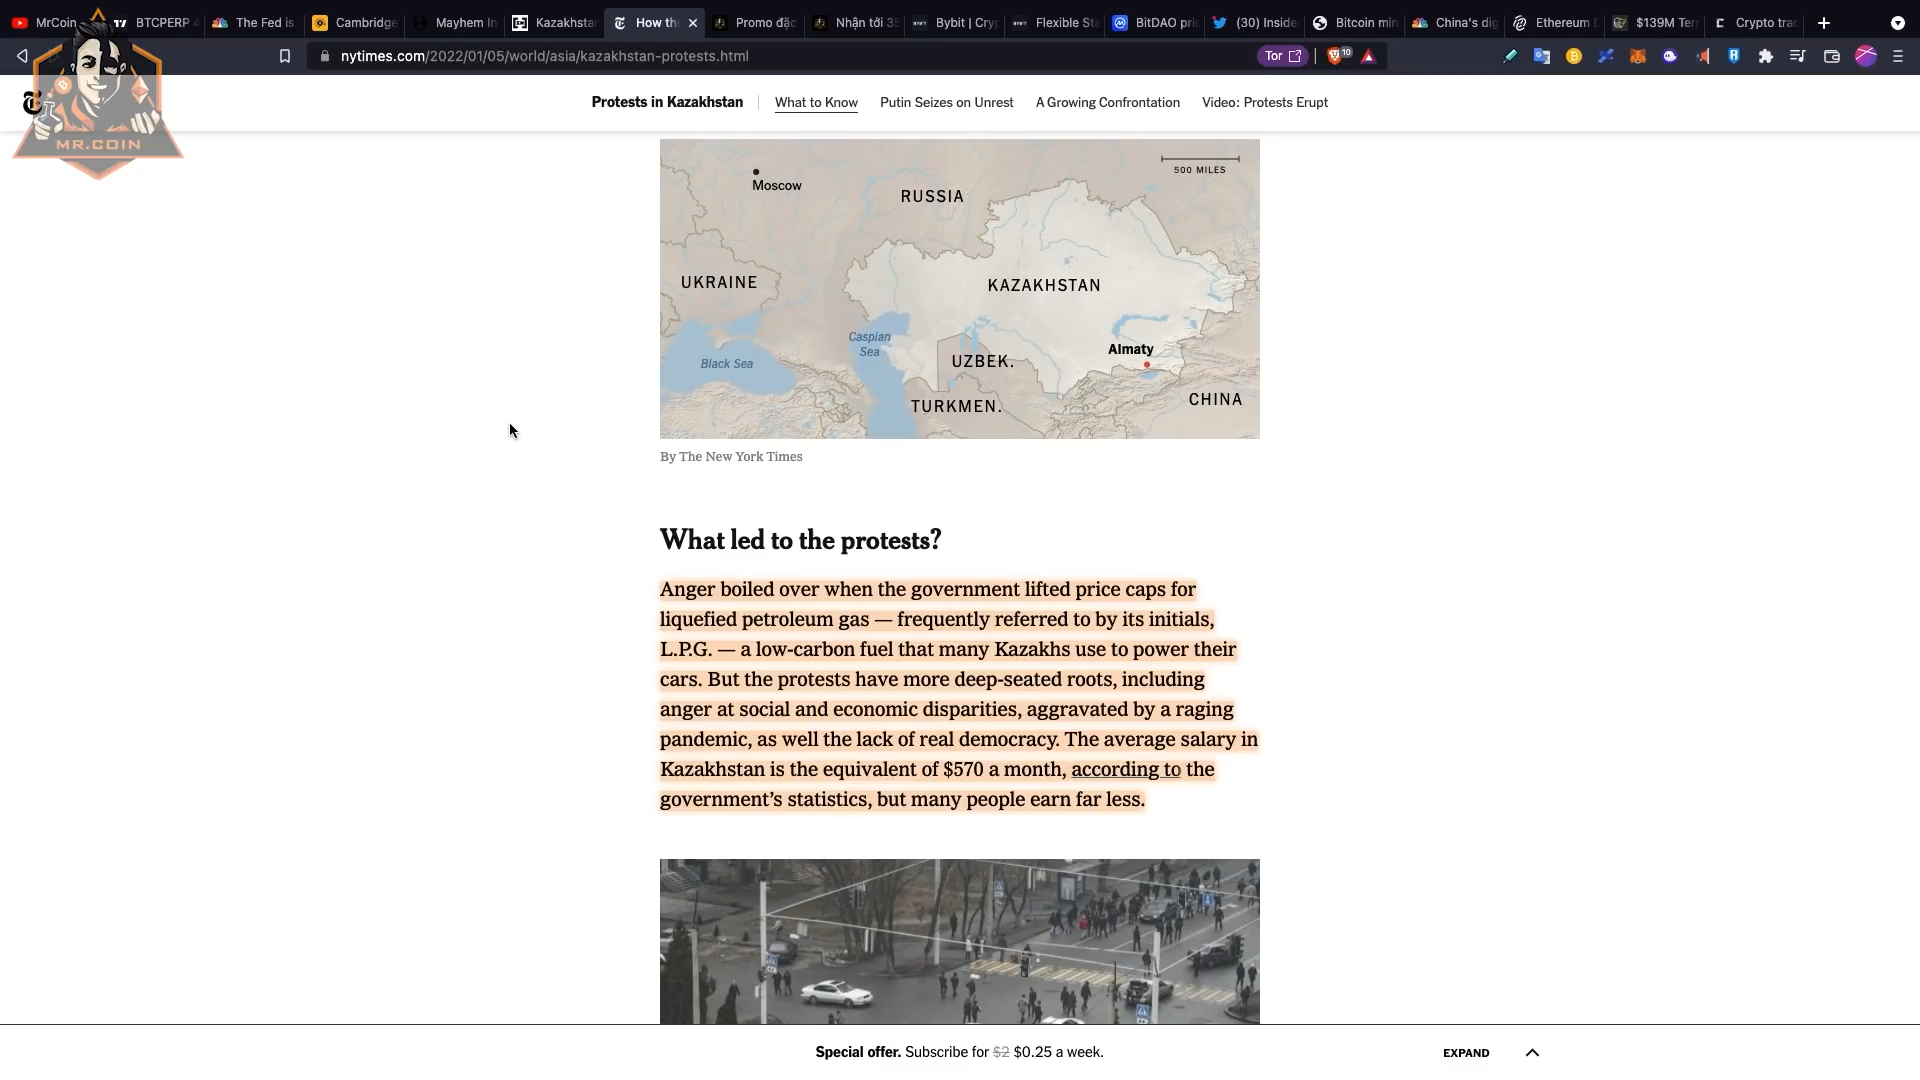 MrCoin
BTCPERP 4
The Fed is
Cambridge
Mayhem In
Kazakhstan
How the
Promo đặc
Nhận tới 35
Bybit | Cryp
Flexible Sta
BitDAO pric
(30) Inside
Bitcoin min
China's dig
Ethereum
$139M Terr
Crypto trac
nytimes.com/2022/01/05/world/asia/kazakhstan-protests.html
Tor
10
MR.COIN
Protests in Kazakhstan
What to Know
Putin Seizes on Unrest
A Growing Confrontation
Video: Protests Erupt
500 MILES
Moscow
RUSSIA
UKRAINE
KAZAKHSTAN
Caspian
Sea
Black Sea
UZBEK.
Almaty
TURKMEN.
CHINA
By The New York Times
What led to the protests?
Anger boiled over when the government lifted price caps for
liquefied petroleum gas — frequently referred to by its initials,
L.P.G. — a low-carbon fuel that many Kazakhs use to power their
cars. But the protests have more deep-seated roots, including
anger at social and economic disparities, aggravated by a raging
pandemic, as well the lack of real democracy. The average salary in
Kazakhstan is the equivalent of $570 a month, according to the
government's statistics, but many people earn far less.
Special offer. Subscribe for $2 $0.25 a week.
EXPAND